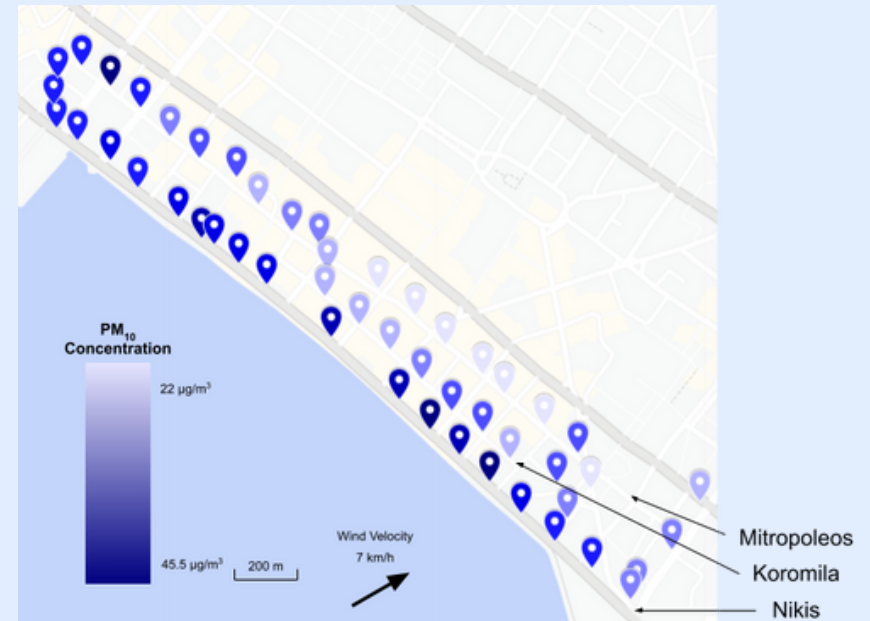 PM10
Concentration
22 µg/m³
45.5 µg/m³
200 m
Wind Velocity
7 km/h
Mitropoleos
Koromila
Nikis